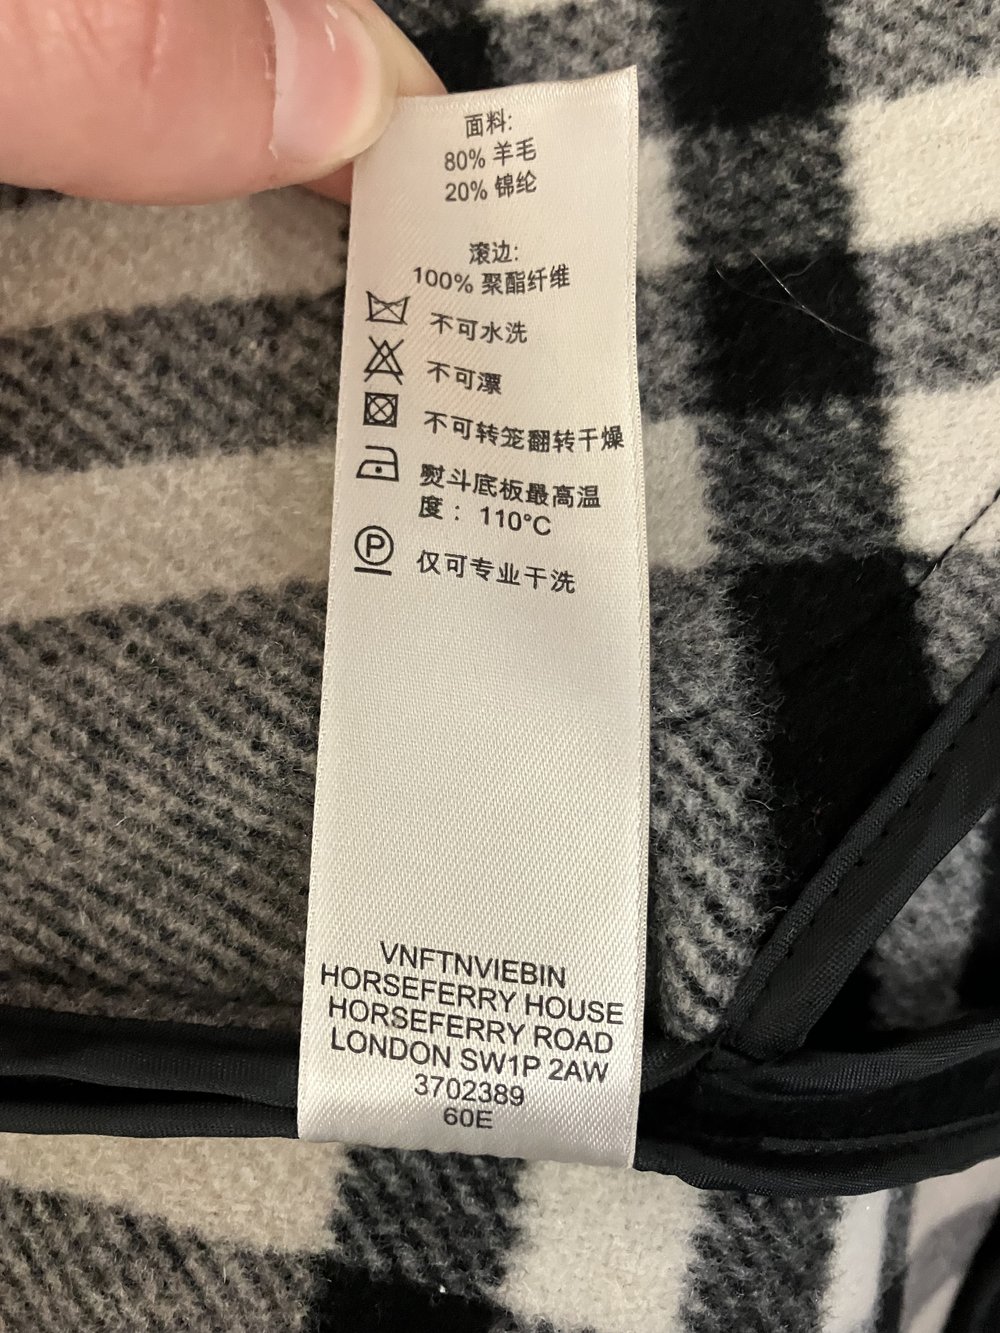 面料:
80% 羊毛
20% 锦纶
滚边:
100% 聚酯纤维
不可水洗
不可漂
不可转笼翻转干燥
熨斗底板最高温
度： 110°C
P 仅可专业干洗
VNFTNVIEBIN
HORSEFERRY HOUSE
HORSEFERRY ROAD
LONDON SW1P 2AW
3702389
60E